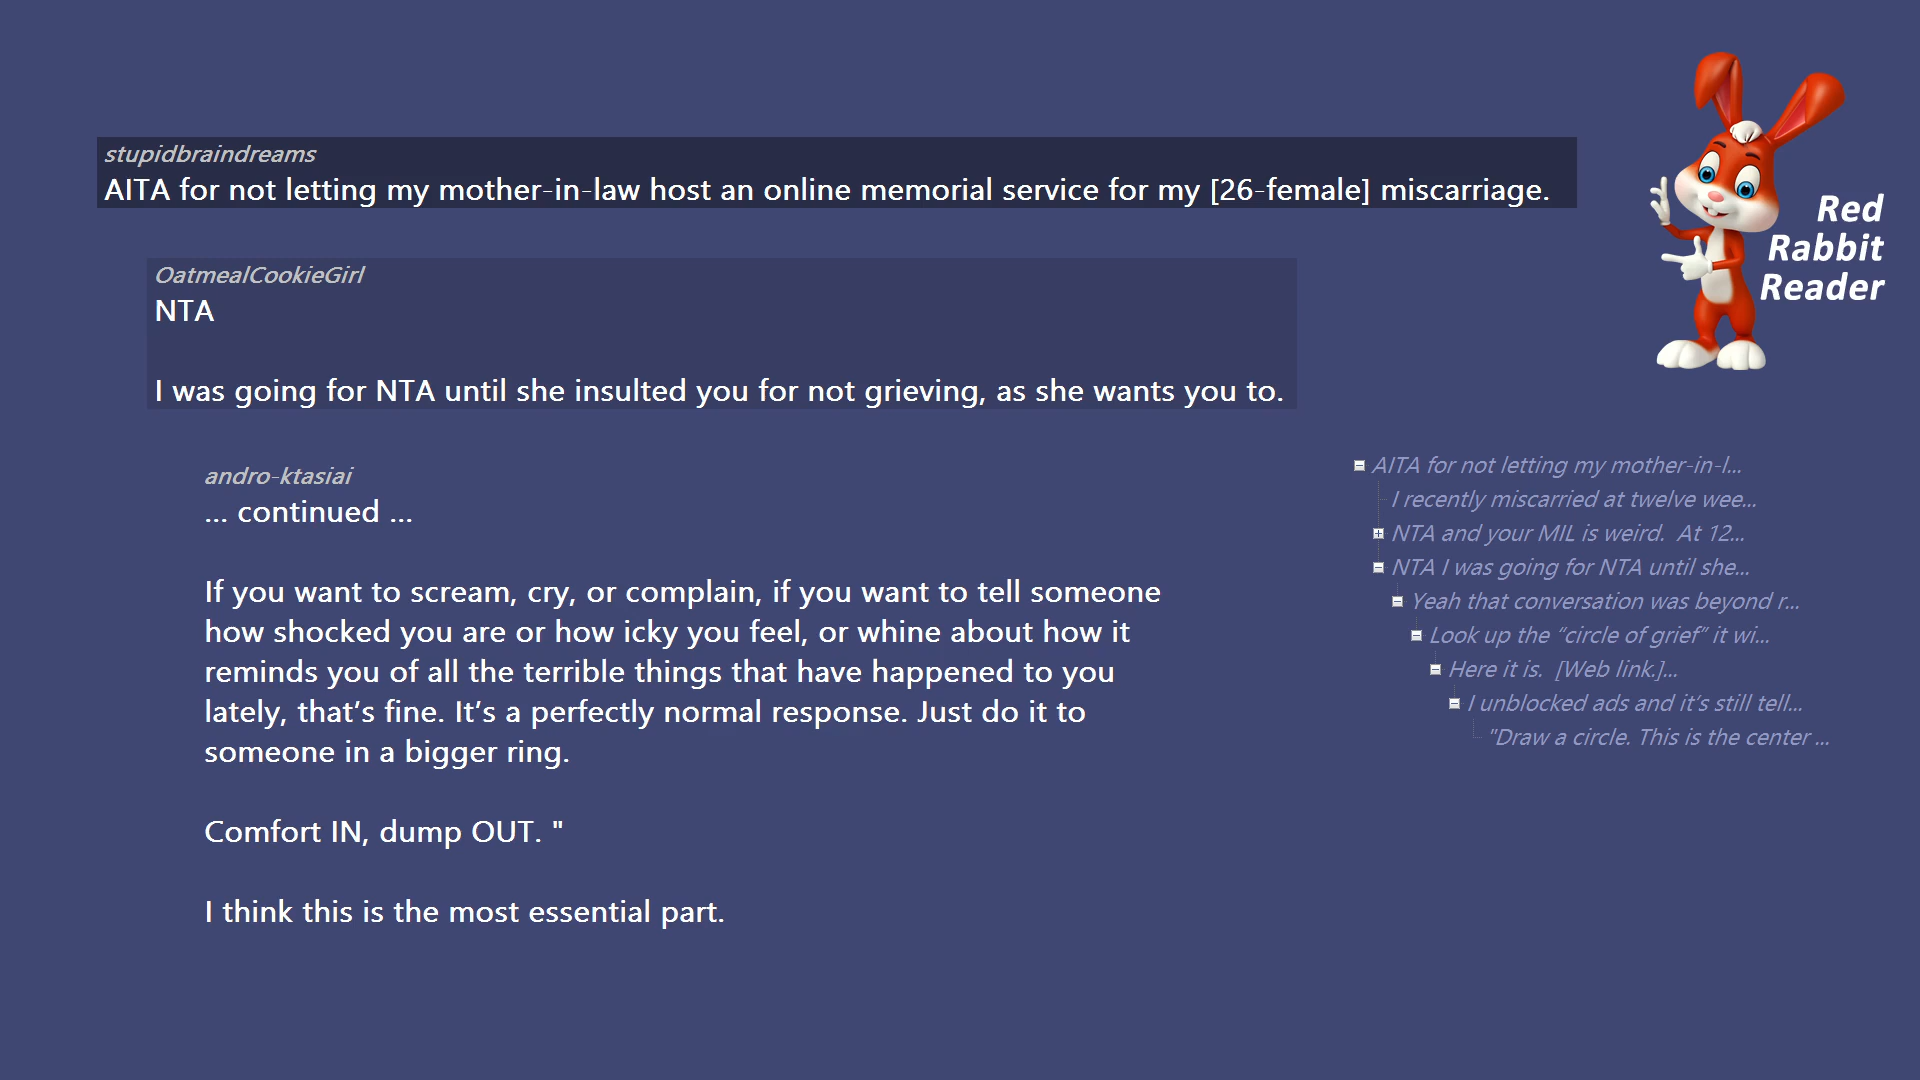 stupidbraindreams
AITA for not letting my mother-in-law host an online memorial service for my [26-female] miscarriage.
Red
Rabbit
Reader
OatmealCookieGirl
NTA
I was going for NTA until she insulted you for not grieving, as she wants you to.
andro-ktasiai
... continued ...
If you want to scream, cry, or complain, if you want to tell someone
how shocked you are or how icky you feel, or whine about how it
reminds you of all the terrible things that have happened to you
lately, that’s fine. It’s a perfectly normal response. Just do it to
someone in a bigger ring.
Comfort IN, dump OUT. "
I think this is the most essential part.
AITA for not letting my mother-in-l...
I recently miscarried at twelve wee...
NTA and your MIL is weird.  At 12...
NTA I was going for NTA until she...
Yeah that conversation was beyond r...
Look up the “circle of grief” it wi...
Here it is.  [Web link.]...
I unblocked ads and it’s still tell...
"Draw a circle. This is the center ...